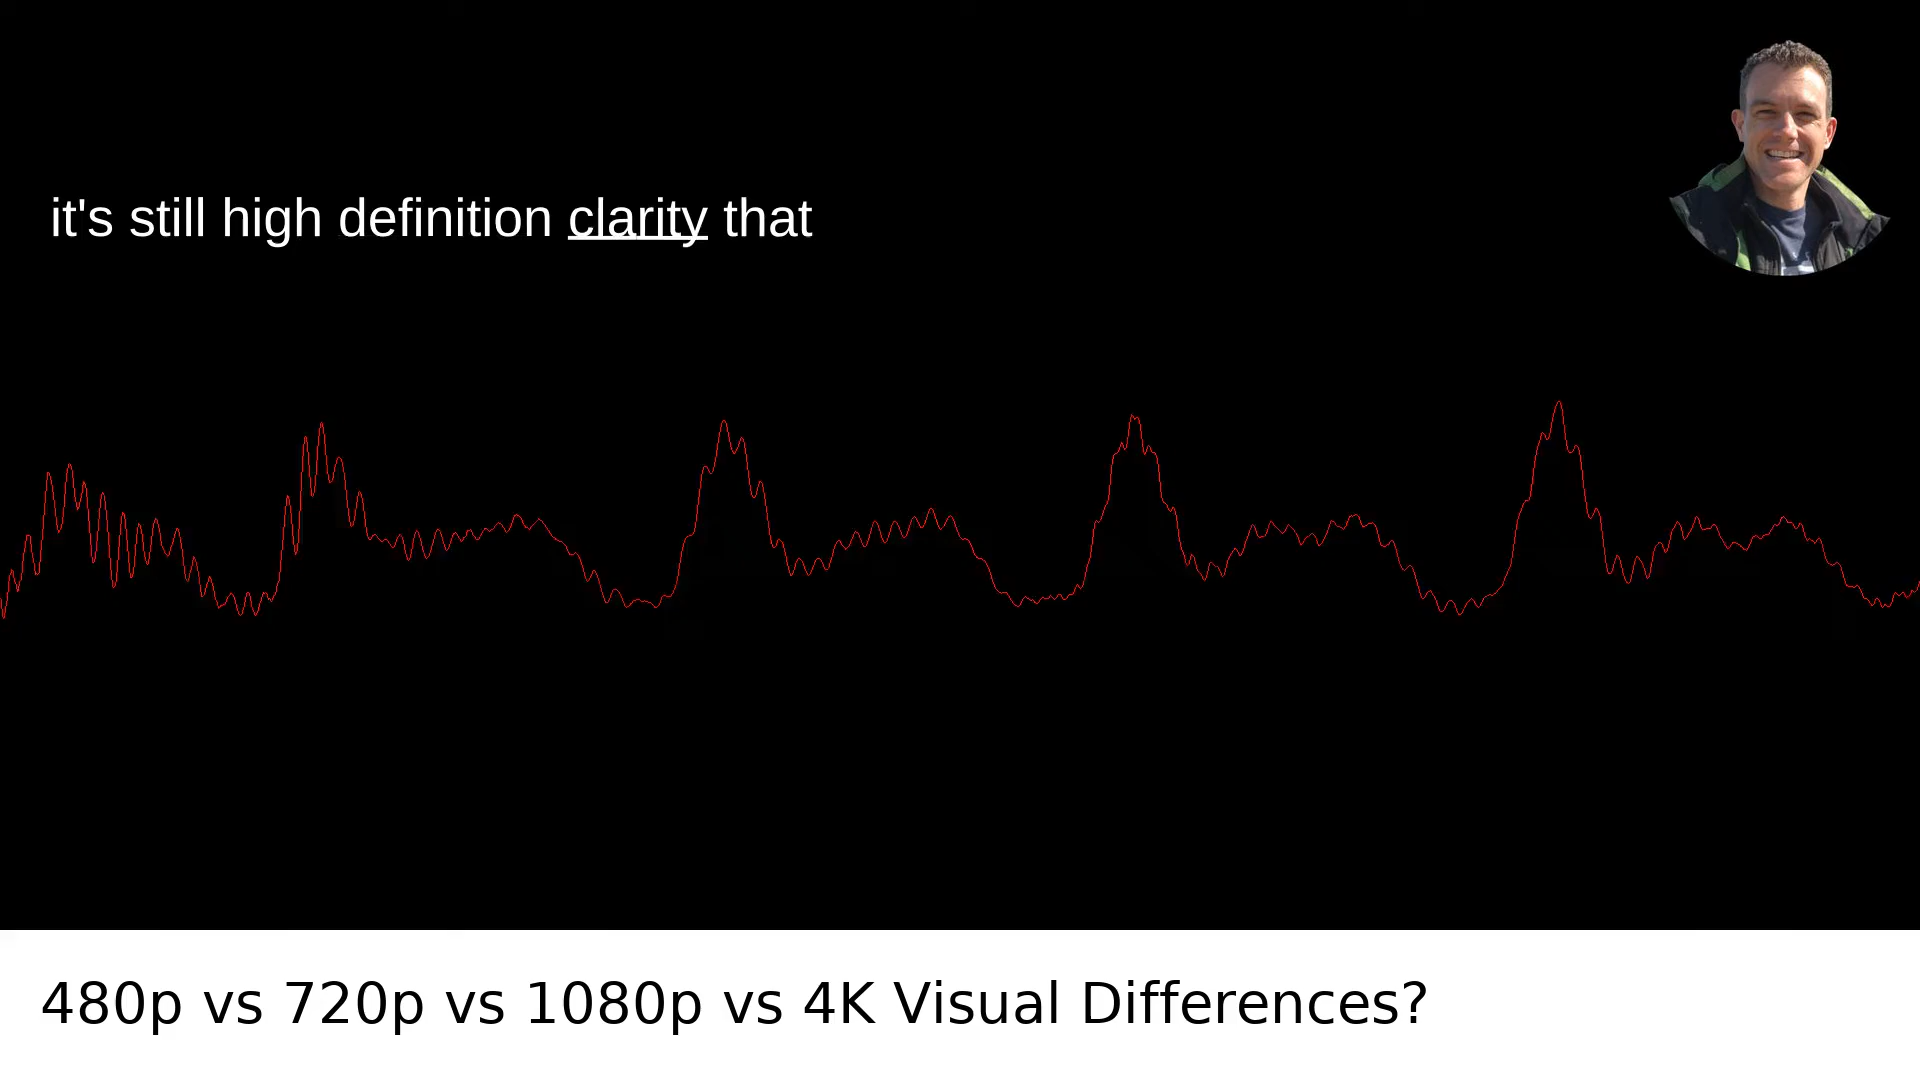 it's still high definition clarity that
480p vs 720p vs 1080p vs 4K Visual Differences?